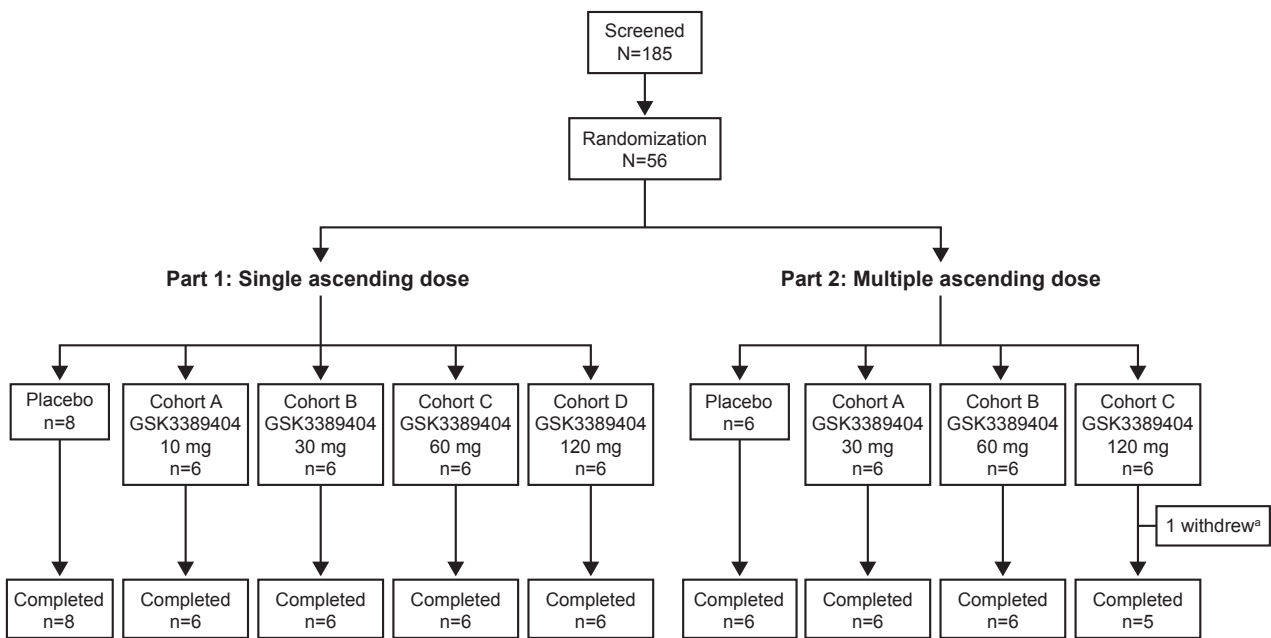 Screened
N=185
Randomization
N=56
Part 1: Single ascending dose
Part 2: Multiple ascending dose
Placebo
n=8
Cohort A
GSK3389404
10 mg
n=6
Cohort B
GSK3389404
30 mg
n=6
Cohort C
GSK3389404
60 mg
n=6
Cohort D
GSK3389404
120 mg
n=6
Placebo
n=6
Cohort A
GSK3389404
30 mg
n=6
Cohort B
GSK3389404
60 mg
n=6
Cohort C
GSK3389404
120 mg
n=6
1 withdrewᵃ
Completed
n=8
Completed
n=6
Completed
n=6
Completed
n=6
Completed
n=6
Completed
n=6
Completed
n=6
Completed
n=6
Completed
n=5